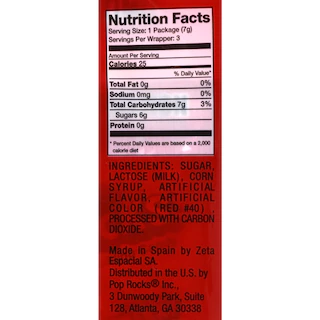 Nutrition Facts
Serving Size: 1 Package (7g)
Servings Per Wrapper: 3
Amount Per Serving
Calories 25
% Daily Value*
Total Fat 0g 0%
Sodium 0mg 0%
Total Carbohydrates 7g 3%
Sugars 6g
Protein 0g
* Percent Daily Values are based on a 2,000
calorie diet
INGREDIENTS: SUGAR,
LACTOSE (MILK), CORN
SYRUP, ARTIFICIAL
FLAVOR, ARTIFICIAL
COLOR (RED #40) .
PROCESSED WITH CARBON
DIOXIDE.
Made in Spain by Zeta
Espacial SA.
Distributed in the U.S. by
Pop Rocks® Inc.,
3 Dunwoody Park, Suite
128, Atlanta, GA 30338